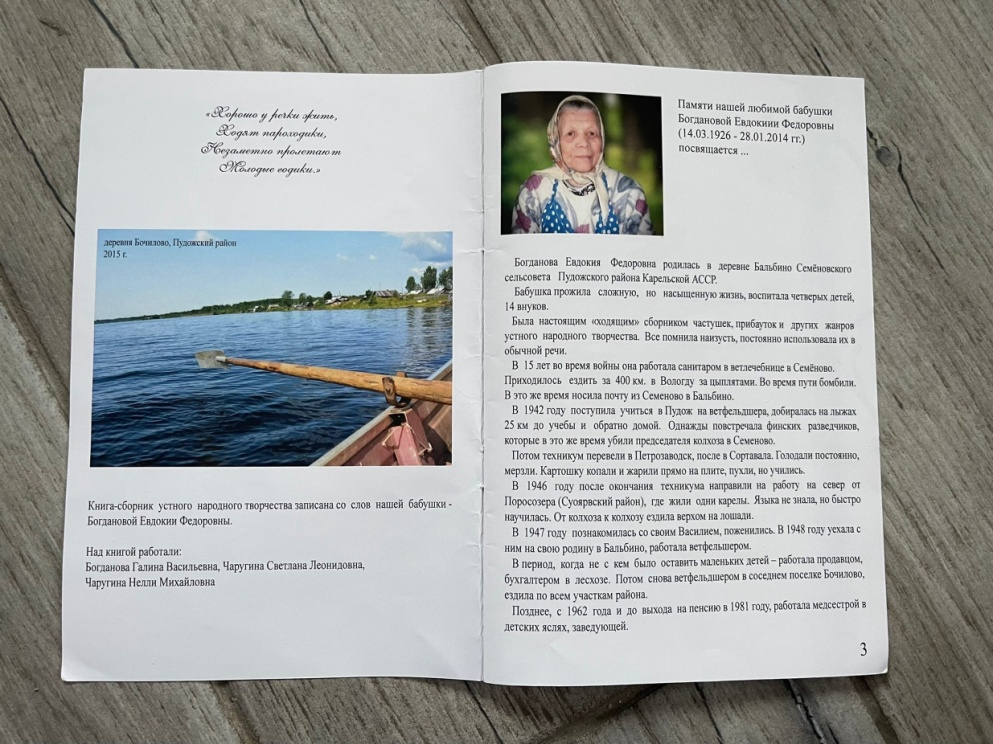 «Хорошо у речки жить,
Ходят пароходики,
Незаметно пролетают
Молодые годики.»
деревня Бочилово, Пудожский район
2015 г.
Книга-сборник устного народного творчества записана со слов нашей бабушки -
Богдановой Евдокии Федоровны.
Над книгой работали:
Богданова Галина Васильевна, Чаругина Светлана Леонидовна,
Чаругина Нелли Михайловна
Памяти нашей любимой бабушки
Богдановой Евдокиии Федоровны
(14.03.1926 - 28.01.2014 гг.)
посвящается ...
Богданова Евдокия Федоровна родилась в деревне Бальбино Семёновского
сельсовета Пудожского района Карельской АССР.
Бабушка прожила сложную, но насыщенную жизнь, воспитала четверых детей,
14 внуков.
Была настоящим «ходящим» сборником частушек, прибауток и других жанров
устного народного творчества. Все помнила наизусть, постоянно использовала их в
обычной речи.
В 15 лет во время войны она работала санитаром в ветлечебнице в Семёново.
Приходилось ездить за 400 км. в Вологду за цыплятами. Во время пути бомбили.
В это же время носила почту из Семеново в Бальбино.
В 1942 году поступила учиться в Пудож на ветфельдшера, добиралась на лыжах
25 км до учебы и обратно домой. Однажды повстречала финских разведчиков,
которые в это же время убили председателя колхоза в Семеново.
Потом техникум перевели в Петрозаводск, после в Сортавала. Голодали постоянно,
мерзли. Картошку копали и жарили прямо на плите, пухли, но учились.
В 1946 году после окончания техникума направили на работу на север от
Поросозера (Суоярвский район), где жили одни карелы. Языка не знала, но быстро
научилась. От колхоза к колхозу ездила верхом на лошади.
В 1947 году познакомилась со своим Василием, поженились. В 1948 году уехала с
ним на свою родину в Бальбино, работала ветфельшером.
В период, когда не с кем было оставить маленьких детей – работала продавцом,
бухгалтером в лесхозе. Потом снова ветфельдшером в соседнем поселке Бочилово,
ездила по всем участкам района.
Позднее, с 1962 года и до выхода на пенсию в 1981 году, работала медсестрой в
детских яслях, заведующей.
3